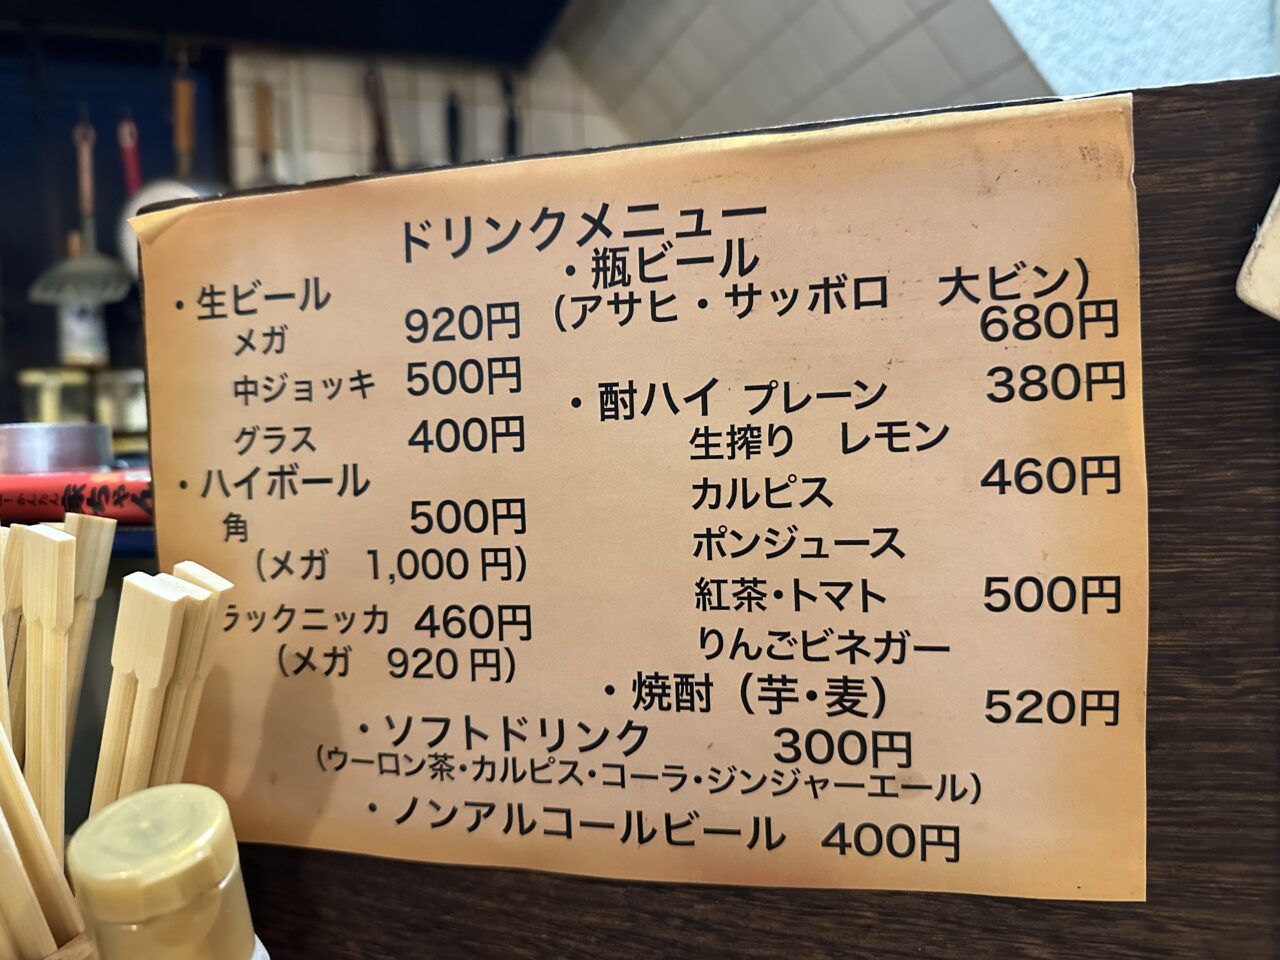 ドリンクメニュー
・生ビール
メガ 920円
中ジョッキ 500円
グラス 400円
・ハイボール
角 500円
（メガ 1,000円）
ラックニッカ 460円
（メガ 920円）
・瓶ビール
（アサヒ・サッポロ 大ビン）
680円
・酎ハイ プレーン 380円
生搾り レモン
カルピス 460円
ポンジュース
紅茶・トマト 500円
りんごビネガー
・焼酎（芋・麦） 520円
・ソフトドリンク 300円
（ウーロン茶・カルピス・コーラ・ジンジャーエール）
・ノンアルコールビール 400円